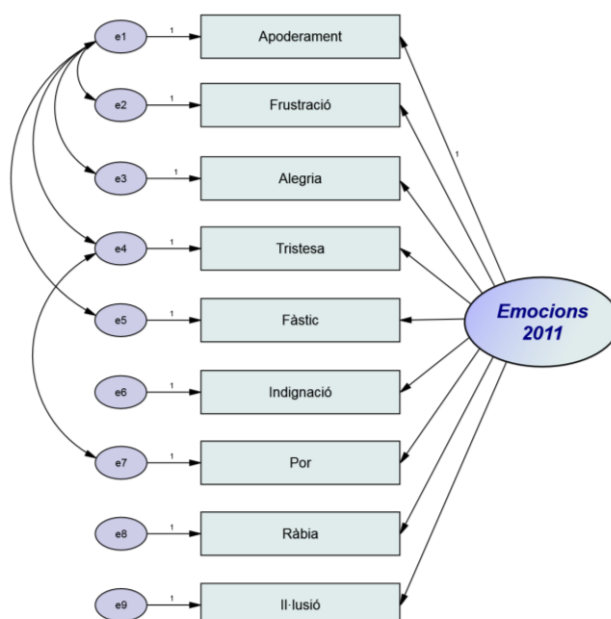 e1
1
Apoderament
e2
1
Frustració
e3
1
Alegria
e4
1
Tristesa
e5
1
Fàstic
e6
1
Indignació
e7
1
Por
e8
1
Ràbia
e9
1
Il·lusió
1
Emocions
2011